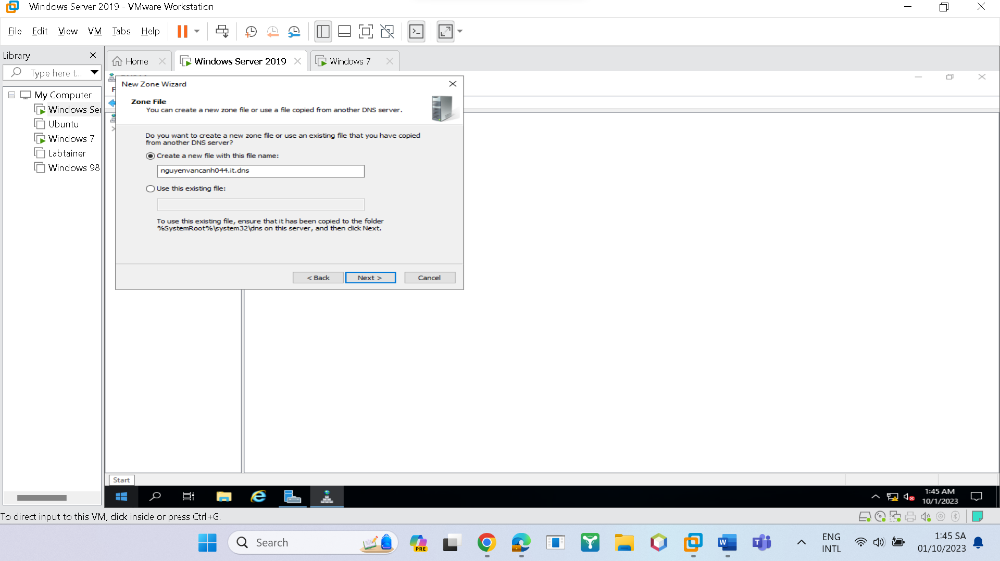 Windows Server 2019 - VMware Workstation
File Edit View VM Tabs Help
Library
Type here t...
My Computer
Windows Ser
Ubuntu
Windows 7
Labtainer
Windows 98
Home
Windows Server 2019
Windows 7
New Zone Wizard
Zone File
You can create a new zone file or use a file copied from another DNS server.
Do you want to create a new zone file or use an existing file that you have copied
from another DNS server?
Create a new file with this file name:
nguyenvancanh044.it.dns
Use this existing file:
To use this existing file, ensure that it has been copied to the folder
%SystemRoot%\system32\dns on this server, and then click Next.
< Back
Next >
Cancel
Start
1:45 AM
10/1/2023
To direct input to this VM, click inside or press Ctrl+G.
Search
PRE
ENG
INTL
1:45 SA
01/10/2023